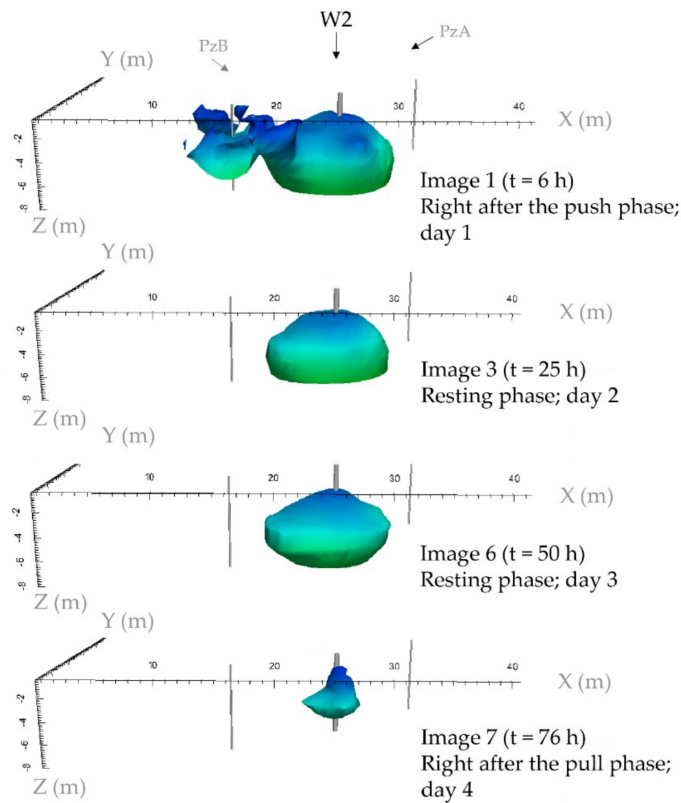 W2
PzB
PzA
Y (m)
10
20
30
40
X (m)
-2
-4
-6
-8
Z (m)
Image 1 (t = 6 h)
Right after the push phase;
day 1
Y (m)
10
20
30
40
X (m)
-2
-4
-6
-8
Z (m)
Image 3 (t = 25 h)
Resting phase; day 2
Y (m)
10
20
30
40
X (m)
-2
-4
-6
-8
Z (m)
Image 6 (t = 50 h)
Resting phase; day 3
Y (m)
10
20
30
40
X (m)
-2
-4
-6
-8
Z (m)
Image 7 (t = 76 h)
Right after the pull phase;
day 4